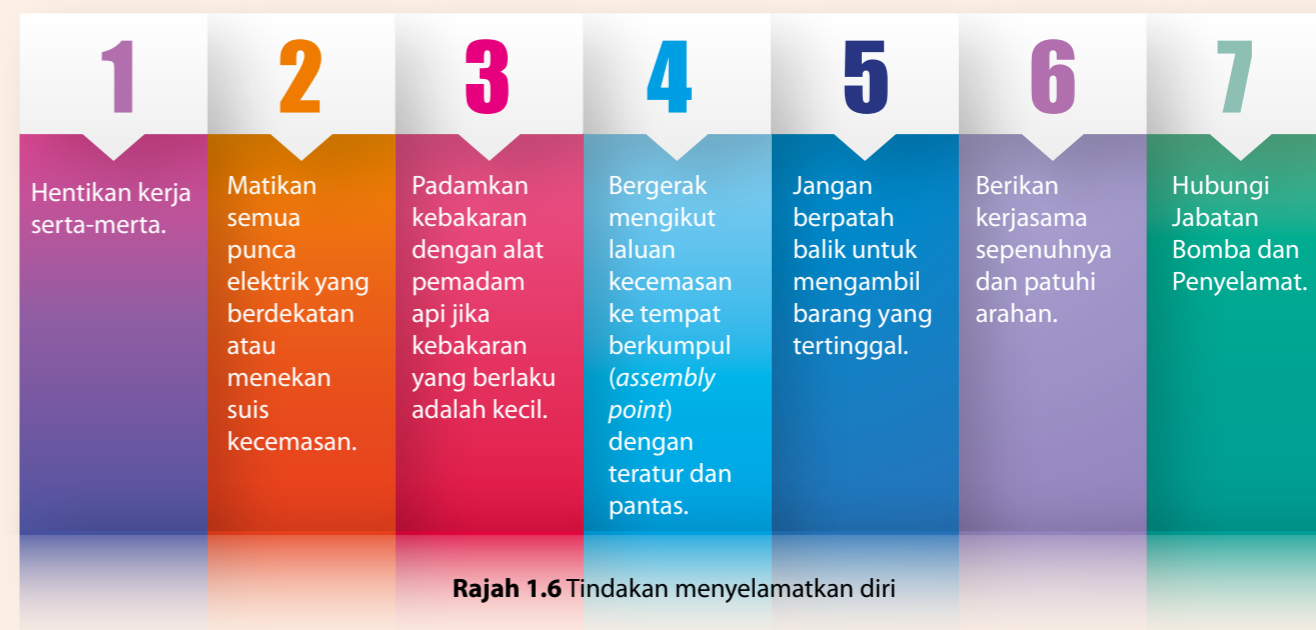 1
Hentikan kerja
serta-merta.
2
Matikan
semua
punca
elektrik yang
berdekatan
atau
menekan
suis
kecemasan.
3
Padamkan
kebakaran
dengan alat
pemadam
api jika
kebakaran
yang berlaku
adalah kecil.
4
Bergerak
mengikut
laluan
kecemasan
ke tempat
berkumpul
(assembly
point)
dengan
teratur dan
pantas.
5
Jangan
berpatah
balik untuk
mengambil
barang yang
tertinggal.
6
Berikan
kerjasama
sepenuhnya
dan patuhi
arahan.
7
Hubungi
Jabatan
Bomba dan
Penyelamat.
Rajah 1.6 Tindakan menyelamatkan diri